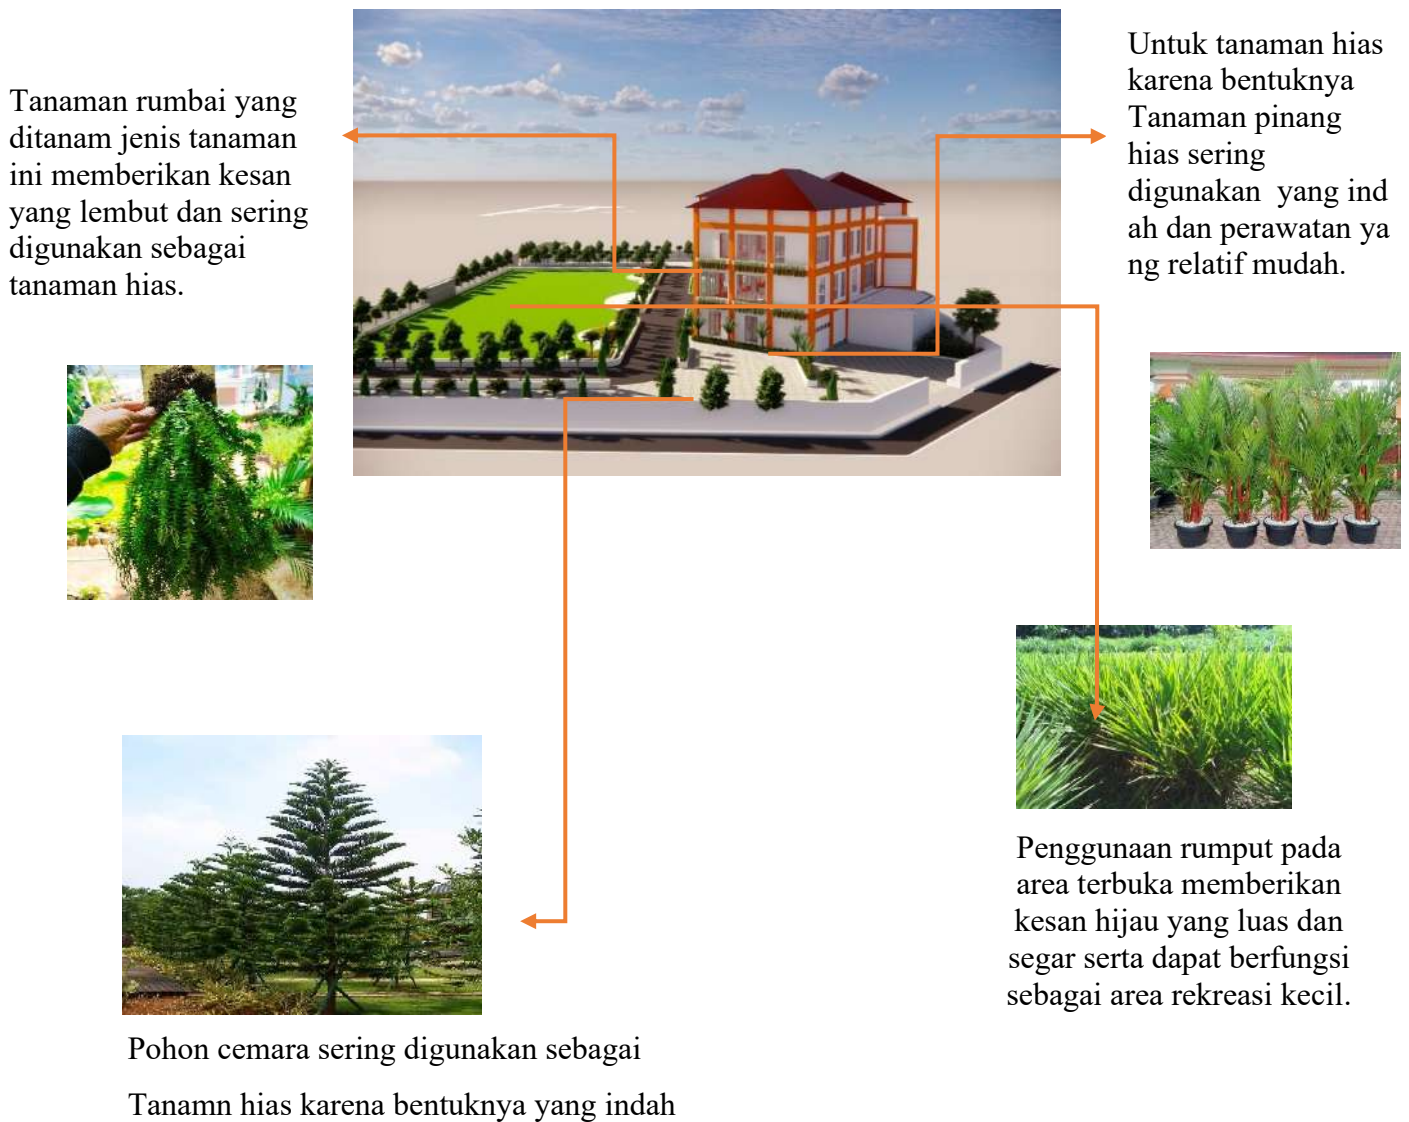 Tanaman rumbai yang
ditanam jenis tanaman
ini memberikan kesan
yang lembut dan sering
digunakan sebagai
tanaman hias.
Untuk tanaman hias
karena bentuknya
Tanaman pinang
hias sering
digunakan  yang ind
ah dan perawatan ya
ng relatif mudah.
Penggunaan rumput pada
area terbuka memberikan
kesan hijau yang luas dan
segar serta dapat berfungsi
sebagai area rekreasi kecil.
Pohon cemara sering digunakan sebagai
Tanamn hias karena bentuknya yang indah